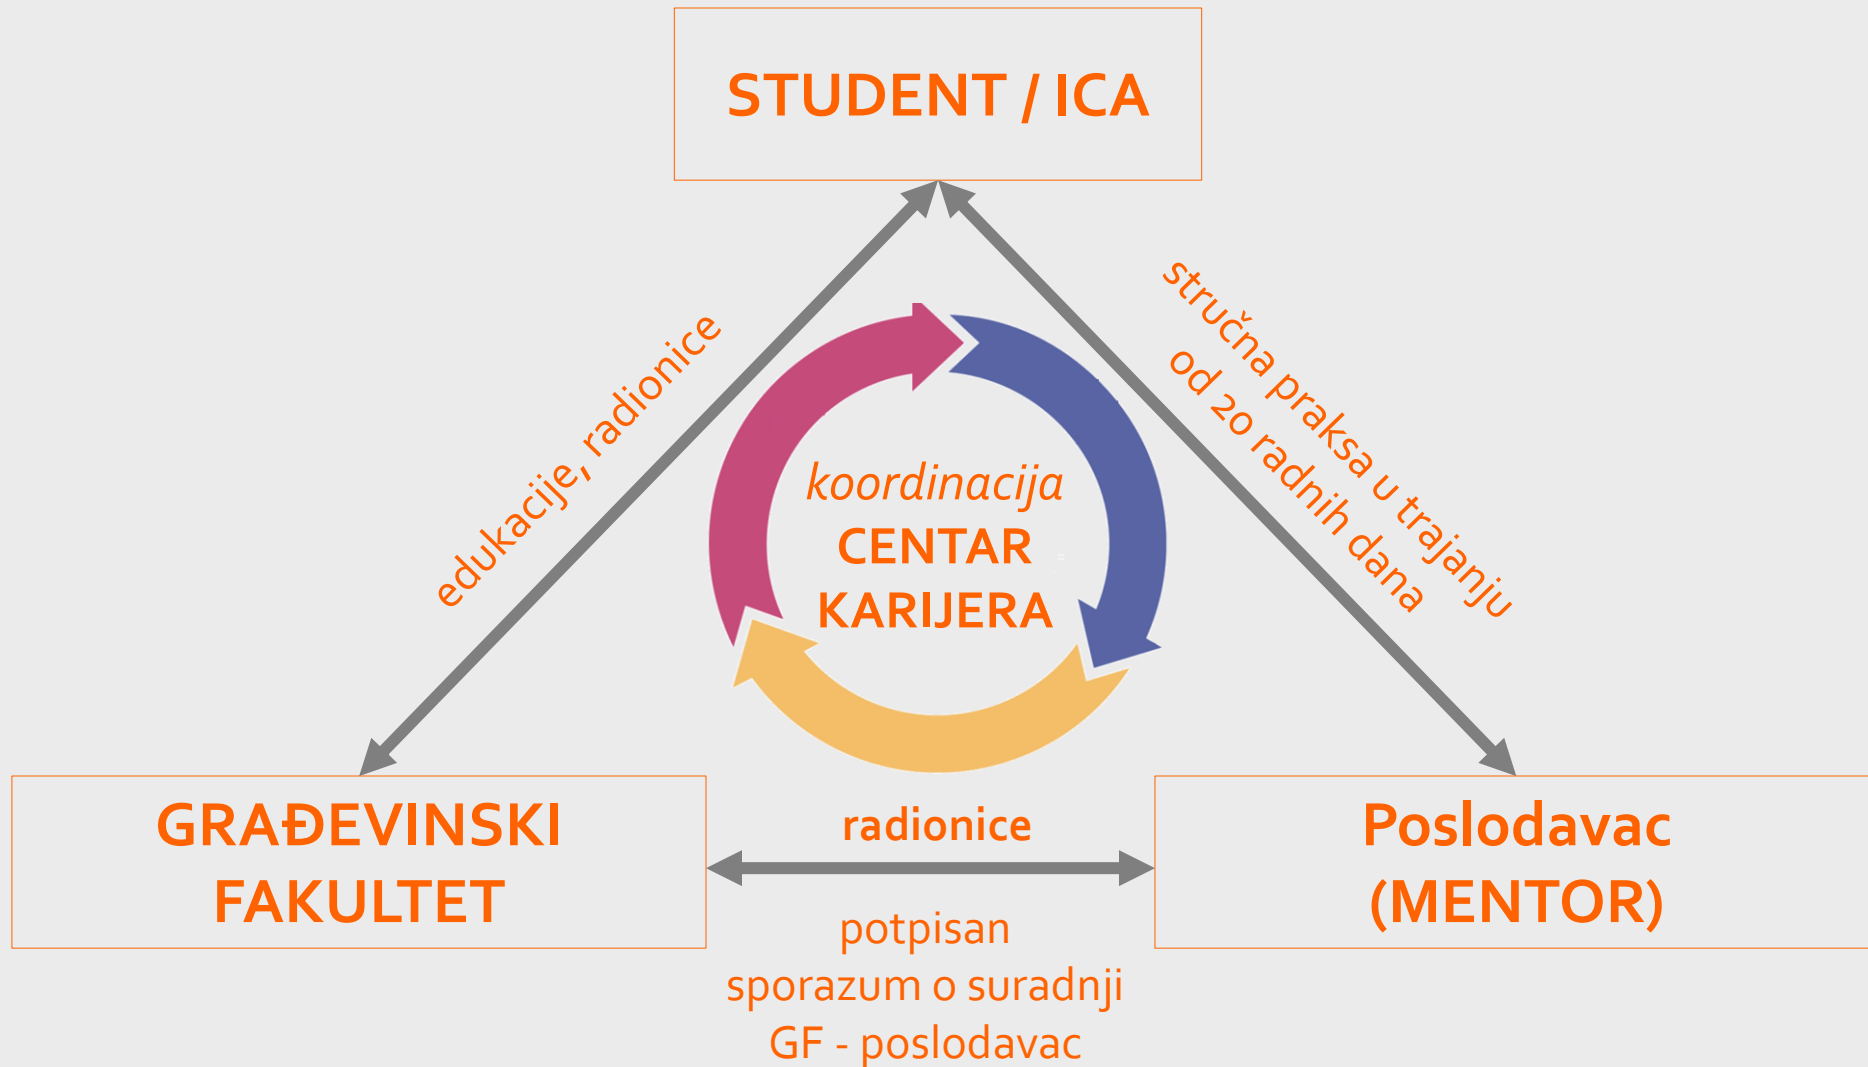 STUDENT / ICA
edukacije, radionice
stručna praksa u trajanju
od 20 radnih dana
koordinacija
CENTAR
KARIJERA
GRAĐEVINSKI
FAKULTET
radionice
Poslodavac
(MENTOR)
potpisan
sporazum o suradnji
GF - poslodavac